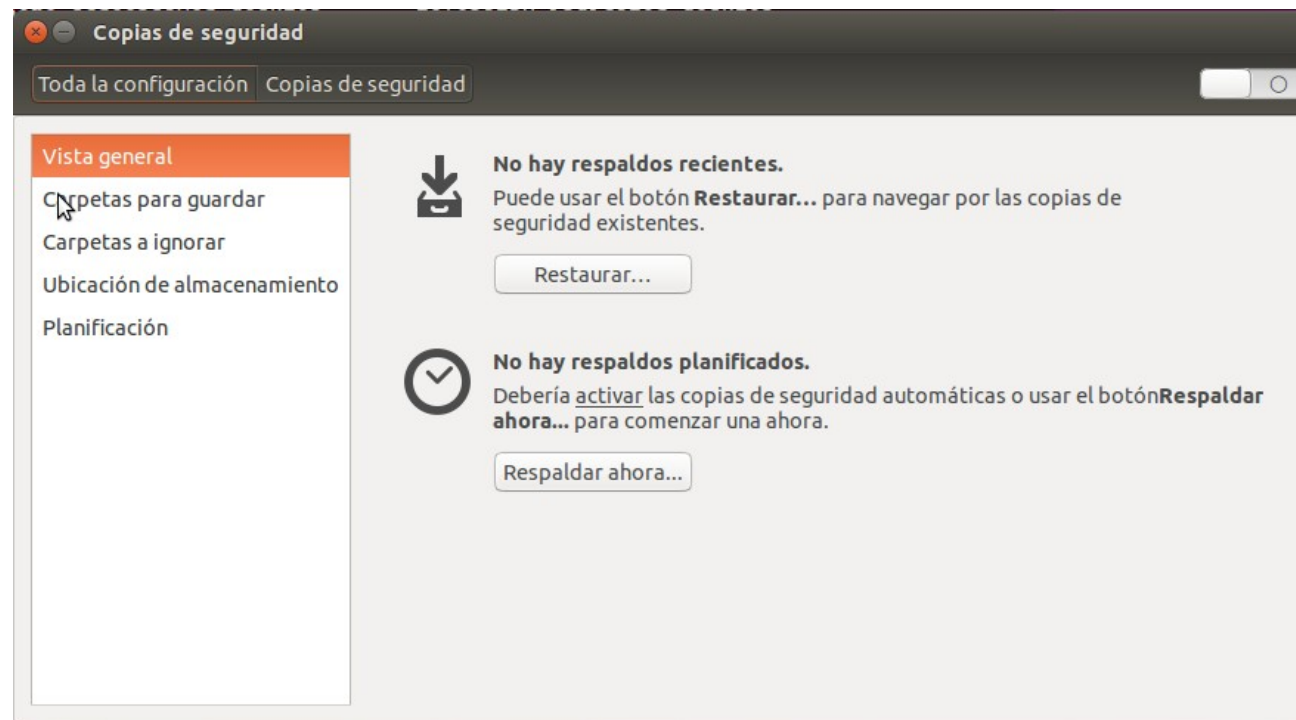 Copias de seguridad
Toda la configuración Copias de seguridad
Vista general
Carpetas para guardar
Carpetas a ignorar
Ubicación de almacenamiento
Planificación
No hay respaldos recientes.
Puede usar el botón Restaurar... para navegar por las copias de
seguridad existentes.
Restaurar...
No hay respaldos planificados.
Debería activar las copias de seguridad automáticas o usar el botónRespaldar
ahora... para comenzar una ahora.
Respaldar ahora...